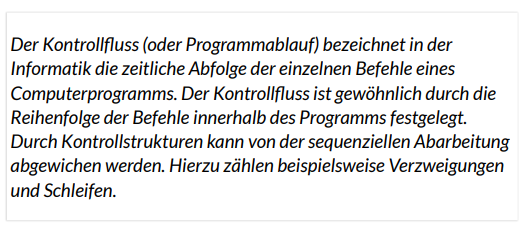 Der Kontrollfluss (oder Programmablauf) bezeichnet in der
Informatik die zeitliche Abfolge der einzelnen Befehle eines
Computerprogramms. Der Kontrollfluss ist gewöhnlich durch die
Reihenfolge der Befehle innerhalb des Programms festgelegt.
Durch Kontrollstrukturen kann von der sequenziellen Abarbeitung
abgewichen werden. Hierzu zählen beispielsweise Verzweigungen
und Schleifen.